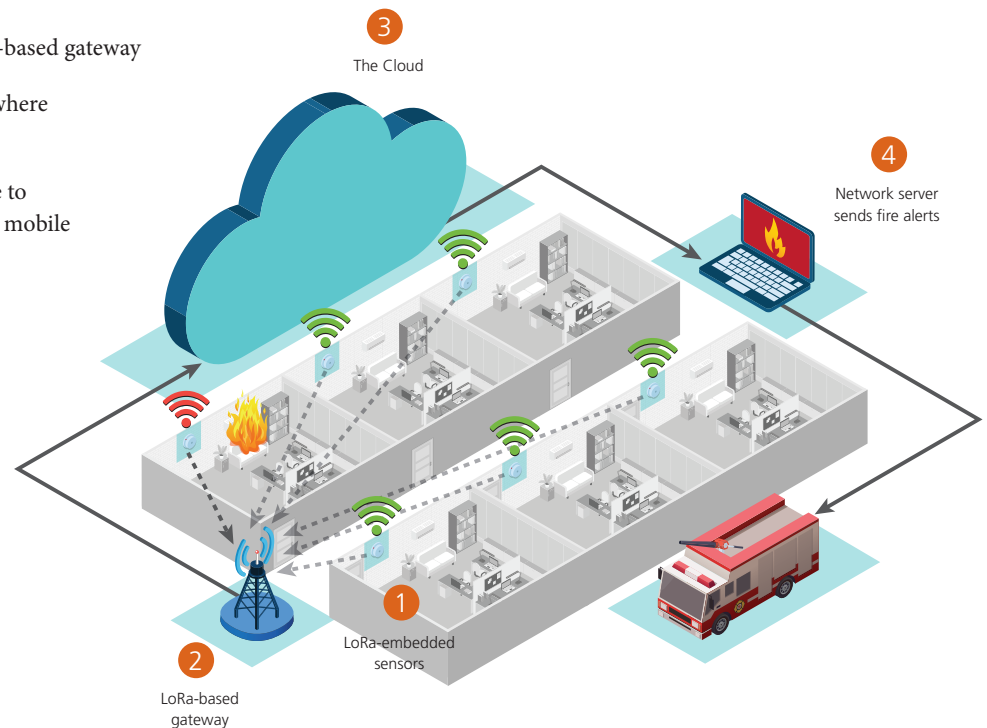 -based gateway
where
e to
mobile
3
The Cloud
4
Network server
sends fire alerts
1
LoRa-embedded
sensors
2
LoRa-based
gateway